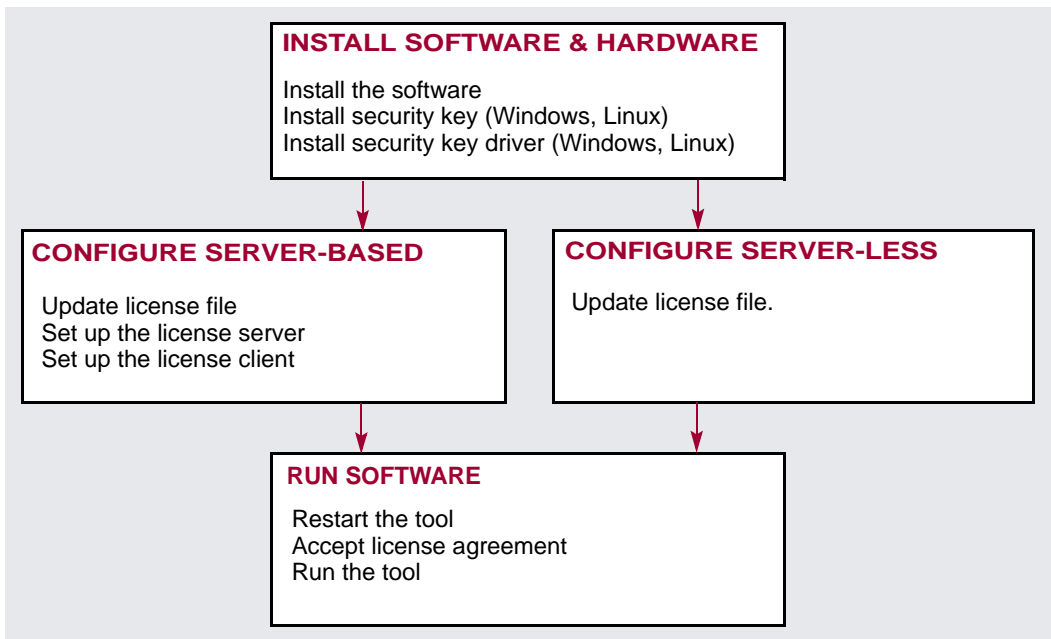 INSTALL SOFTWARE & HARDWARE
Install the software
Install security key (Windows, Linux)
Install security key driver (Windows, Linux)
CONFIGURE SERVER-BASED
Update license file
Set up the license server
Set up the license client
CONFIGURE SERVER-LESS
Update license file.
RUN SOFTWARE
Restart the tool
Accept license agreement
Run the tool